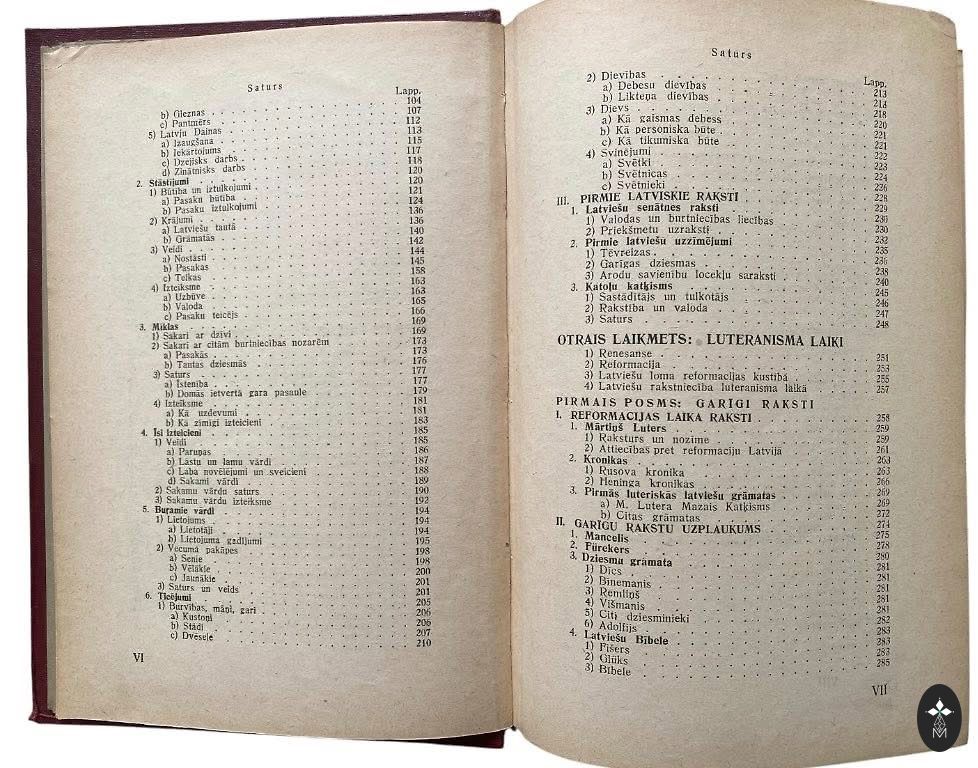 Saturs
Lapp.
b) Gleznas . . . 104
c) Pantmērs . . . 107
5) Latvju Dainas . . . 112
a) Izaugšana . . . 113
b) Iekārtojums . . . 115
c) Dzejisks darbs . . . 117
d) Zinātnisks darbs . . . 118
2. Stāstījumi . . . 120
1) Būtība un iztulkojumi . . . 120
a) Pasaku būtība . . . 121
b) Pasaku iztulkojumi . . . 124
2) Krājumi . . . 136
a) Latviešu tautā . . . 136
b) Grāmatās . . . 140
3) Veidi . . . 142
a) Nostāsti . . . 144
b) Pasakas . . . 145
c) Teikas . . . 158
4) Izteiksme . . . 163
a) Uzbūve . . . 163
b) Valoda . . . 165
c) Pasaku teicējs . . . 166
3. Mīklas . . . 169
1) Sakari ar dzīvi . . . 169
2) Sakari ar citām burtniecības nozarēm . . . 173
a) Pasakās . . . 173
b) Tautas dziesmās . . . 176
3) Saturs . . . 177
a) Īstenība . . . 177
b) Domās ietvertā gara pasaule . . . 179
4) Izteiksme . . . 181
a) Kā uzdevumi . . . 181
b) Kā zīmīgi izteicieni . . . 183
4. Īsi izteicieni . . . 185
1) Veidi . . . 185
a) Paruņas . . . 186
b) Lāstu un lamu vārdi . . . 187
c) Laba novēlējumi un sveicieni . . . 188
d) Sakāmi vārdi . . . 189
2) Sakāmu vārdu saturs . . . 190
3) Sakāmu vārdu izteiksme . . . 192
5. Buŗamie vārdi . . . 194
1) Lietojums . . . 194
a) Lietotāji . . . 194
b) Lietojuma gadījumi . . . 195
2) Vecuma pakāpes . . . 198
a) Senie . . . 198
b) Vēlākie . . . 200
c) Jaunākie . . . 201
3) Saturs un veids . . . 201
6. Ticējumi . . . 205
1) Burvības, māņi, gari . . . 206
a) Kustoņi . . . 206
b) Stādi . . . 207
c) Dvēsele . . . 210
VI
Saturs
Lapp.
2) Dievības . . . 213
a) Debesu dievības . . . 213
b) Likteņa dievības . . . 218
3) Dievs . . . 220
a) Kā gaismas debess . . . 221
b) Kā personiska būte . . . 221
c) Kā tikumiska būte . . . 222
4) Svinējumi . . . 223
a) Svētki . . . 224
b) Svētnīcas . . . 226
c) Svētnieki . . . 228
III. PIRMIE LATVISKIE RAKSTI . . . 229
1. Latviešu senātnes raksti . . . 230
1) Valodas un burtniecības liecības . . . 230
2) Priekšmetu uzraksti . . . 232
2. Pirmie latviešu uzzīmējumi . . . 235
1) Tēvreizas . . . 236
2) Garīgas dziesmas . . . 238
3) Arodu savienību locekļu saraksti . . . 240
3. Katoļu katķisms . . . 245
1) Sastādītājs un tulkotājs . . . 246
2) Rakstība un valoda . . . 247
3) Saturs . . . 248
OTRAIS LAIKMETS: LUTERANISMA LAIKI
1) Renesanse . . . 251
2) Reformacija . . . 253
3) Latviešu loma reformacijas kustībā . . . 255
4) Latviešu rakstniecība luteranisma laikā . . . 257
PIRMAIS POSMS: GARĪGI RAKSTI
I. REFORMACIJAS LAIKA RAKSTI . . . 258
1. Mārtiņš Luters . . . 259
1) Raksturs un nozīme . . . 259
2) Attiecības pret reformaciju Latvijā . . . 261
2. Kronikas . . . 263
1) Rusova kronika . . . 263
2) Heninga kronikas . . . 266
3. Pirmās luteriskās latviešu grāmatas . . . 269
a) M. Lutera Mazais Katķisms . . . 269
b) Citas grāmatas . . . 272
II. GARĪGU RAKSTU UZPLAUKUMS . . . 274
1. Mancelis . . . 275
2. Fürekers . . . 278
3. Dziesmu grāmata . . . 280
1) Dīcs . . . 281
2) Bīnemanis . . . 281
3) Remliņš . . . 281
4) Višmanis . . . 281
5) Citi dziesminieki . . . 281
6) Adolfijs . . . 282
4. Latviešu Bībele . . . 283
1) Fišers . . . 283
2) Glüks . . . 283
3) Bībele . . . 285
VII
M